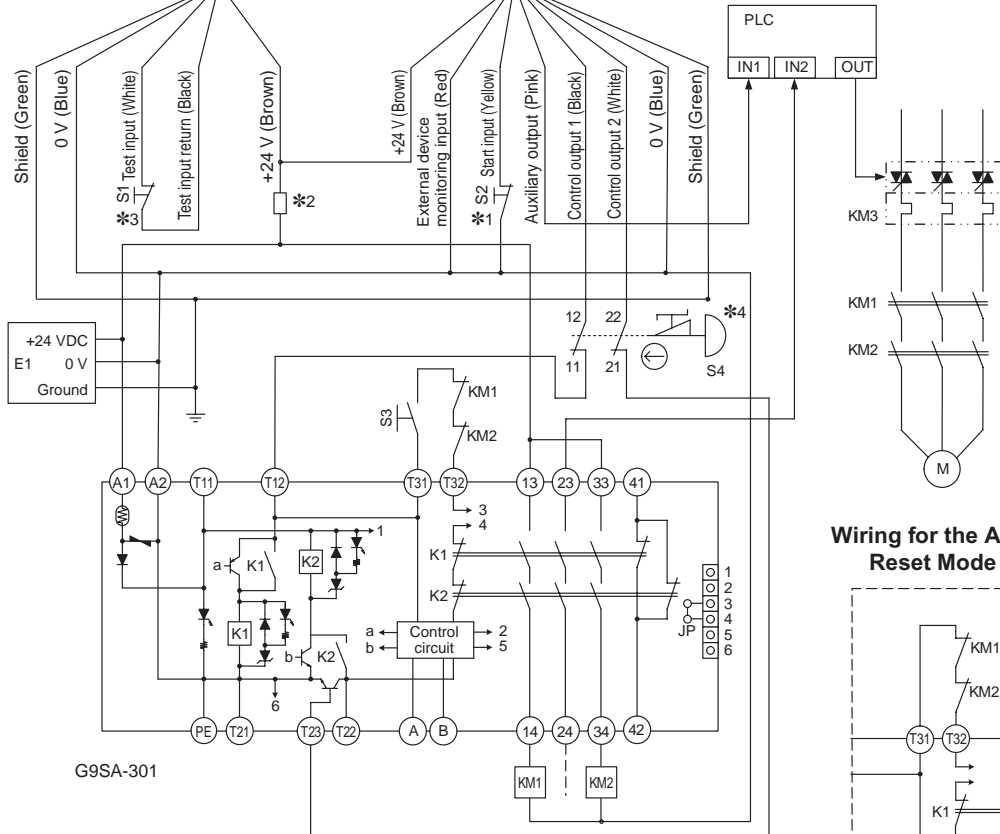 PLC
IN1 IN2 OUT
Shield (Green)
0 V (Blue)
Test input (White)
S1
*3
Test input return (Black)
+24 V (Brown)
*2
+24 V (Brown)
External device
monitoring input (Red)
Start input (Yellow)
S2
*1
Auxiliary output (Pink)
Control output 1 (Black)
Control output 2 (White)
0 V (Blue)
Shield (Green)
KM3
KM1
KM2
M
12 22
11 21
*4
S4
+24 VDC
E1 0 V
Ground
S3
KM1
KM2
A1 A2 T11 T12 T31 T32 13 23 33 41
3
4
1
a K1 K2
K1
K2
K1
b K2
a Control 2
b circuit 5
6
JP
1
2
3
4
5
6
PE T21 T23 T22 A B 14 24 34 42
G9SA-301
KM1 KM2
Wiring for the A
Reset Mode
KM1
KM2
T31 T32
K1